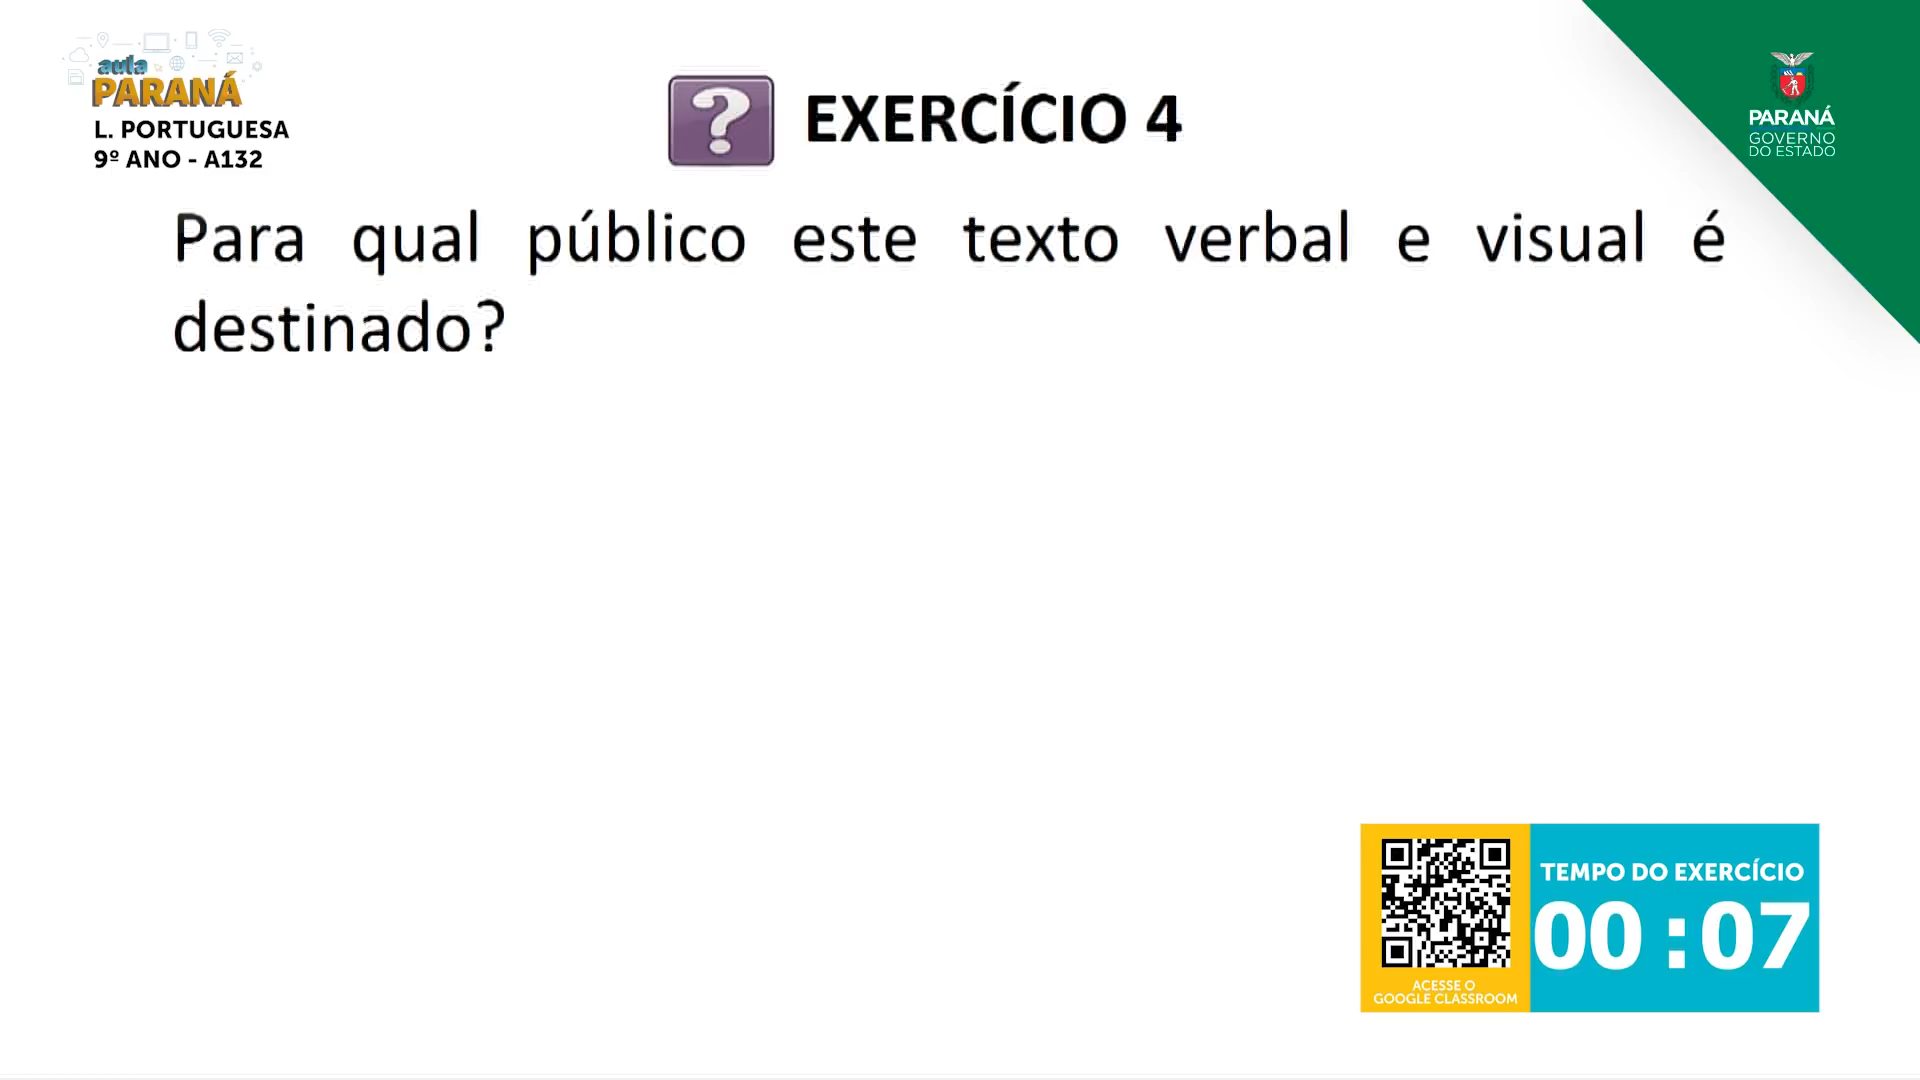 aula
PARANÁ
L. PORTUGUESA
9º ANO - A132
EXERCÍCIO 4
PARANÁ
GOVERNO
DO ESTADO
Para qual público este texto verbal e visual é
destinado?
TEMPO DO EXERCÍCIO
00 : 07
ACESSE O
GOOGLE CLASSROOM